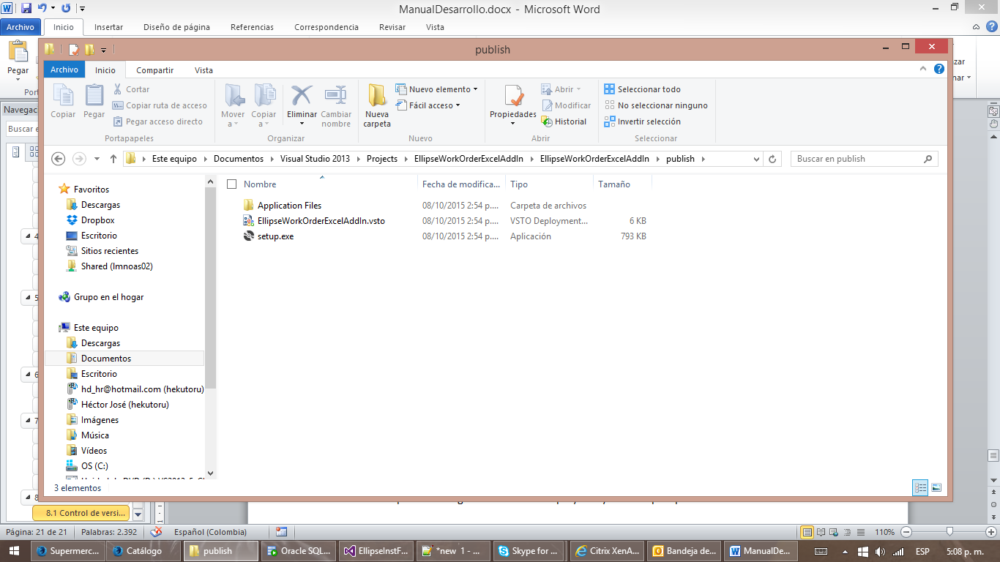 ManualDesarrollo.docx - Microsoft Word
Archivo Inicio Insertar Diseño de página Referencias Correspondencia Revisar Vista
Pegar
publish
Archivo Inicio Compartir Vista
Copiar Pegar Cortar
Copiar ruta de acceso
Pegar acceso directo
Portapapeles
Mover a Copiar a Eliminar Cambiar nombre
Organizar
Nueva carpeta
Nuevo elemento
Fácil acceso
Nuevo
Propiedades
Abrir
Modificar
Historial
Abrir
Seleccionar todo
No seleccionar ninguno
Invertir selección
Seleccionar
Este equipo Documentos Visual Studio 2013 Projects EllipseWorkOrderExcelAddIn EllipseWorkOrderExcelAddIn publish
Buscar en publish
Navegac
Buscar e
Nombre Fecha de modifica... Tipo Tamaño
Application Files 08/10/2015 2:54 p.... Carpeta de archivos
EllipseWorkOrderExcelAddIn.vsto 08/10/2015 2:54 p.... VSTO Deployment... 6 KB
setup.exe 08/10/2015 2:54 p.... Aplicación 793 KB
Favoritos
Descargas
Dropbox
Escritorio
Sitios recientes
Shared (lmnoas02)
Grupo en el hogar
Este equipo
Descargas
Documentos
Escritorio
hd_hr@hotmail.com (hekutoru)
Héctor José (hekutoru)
Imágenes
Música
Vídeos
OS (C:)
4
5
6
7
8
3 elementos
8.1 Control de versi...
Página: 21 de 21 Palabras: 2.392 Español (Colombia) 110%
Supermerc... Catálogo publish Oracle SQL... EllipseInstF... *new 1 - ... Skype for ... Citrix XenA... Bandeja de... ManualDe... ESP 5:08 p. m.